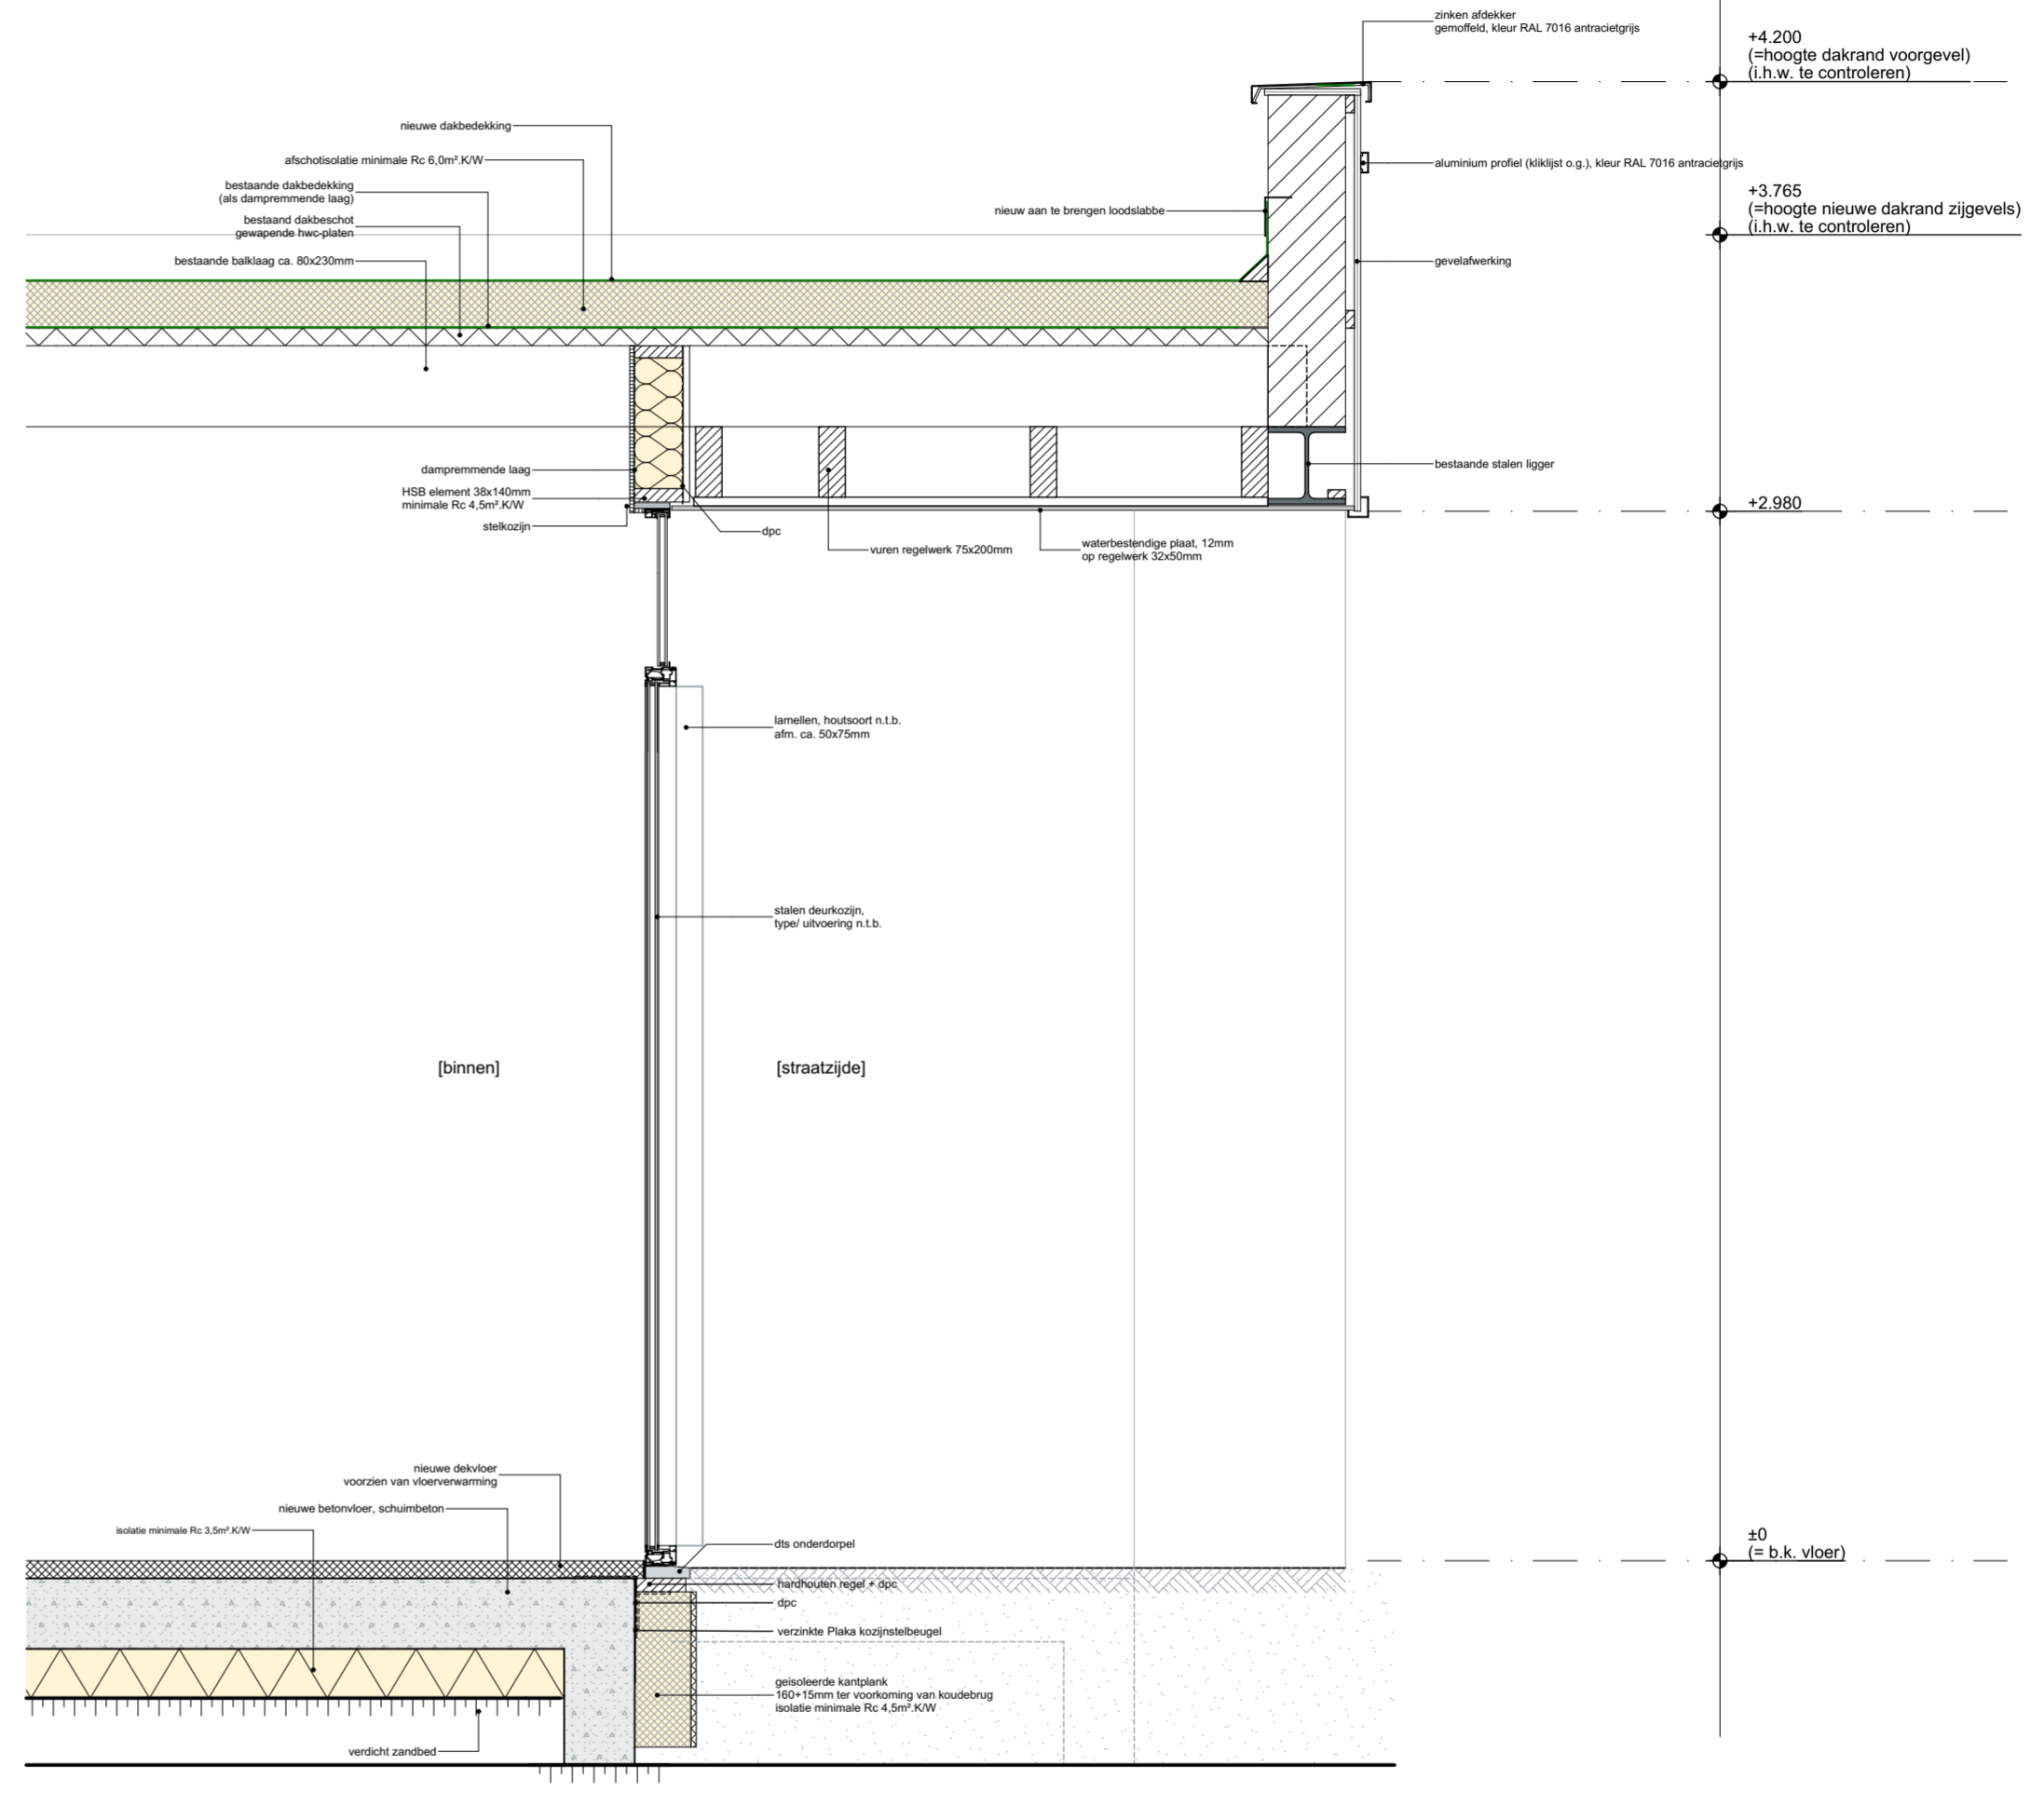 zinken afdekker
gemoffeld, kleur RAL 7016 antracietgrijs
+4.200
(=hoogte dakrand voorgevel)
(i.h.w. te controleren)
nieuwe dakbedekking
afschotisolatie minimale Rc 6,0m².K/W
aluminium profiel (kliklijst o.g.), kleur RAL 7016 antracietgrijs
bestaande dakbedekking
(als dampremmende laag)
+3.765
(=hoogte nieuwe dakrand zijgevels)
(i.h.w. te controleren)
nieuw aan te brengen loodslabbe
bestaand dakbeschot
gewapende hwc-platen
bestaande balklaag ca. 80x230mm
gevelafwerking
dampremmende laag
bestaande stalen ligger
HSB element 38x140mm
minimale Rc 4,5m².K/W
stelkozijn
+2.980
dpc
vuren regelwerk 75x200mm
waterbestendige plaat, 12mm
op regelwerk 32x50mm
lamellen, houtsoort n.t.b.
afm. ca. 50x75mm
stalen deurkozijn,
type/ uitvoering n.t.b.
[binnen]
[straatzijde]
nieuwe dekvloer
voorzien van vloerverwarming
nieuwe betonvloer, schuimbeton
isolatie minimale Rc 3,5m².K/W
±0
(= b.k. vloer)
dts onderdorpel
hardhouten regel + dpc
dpc
verzinkte Plaka kozijnstelbeugel
geisoleerde kantplank
160+15mm ter voorkoming van koudebrug
isolatie minimale Rc 4,5m².K/W
verdicht zandbed